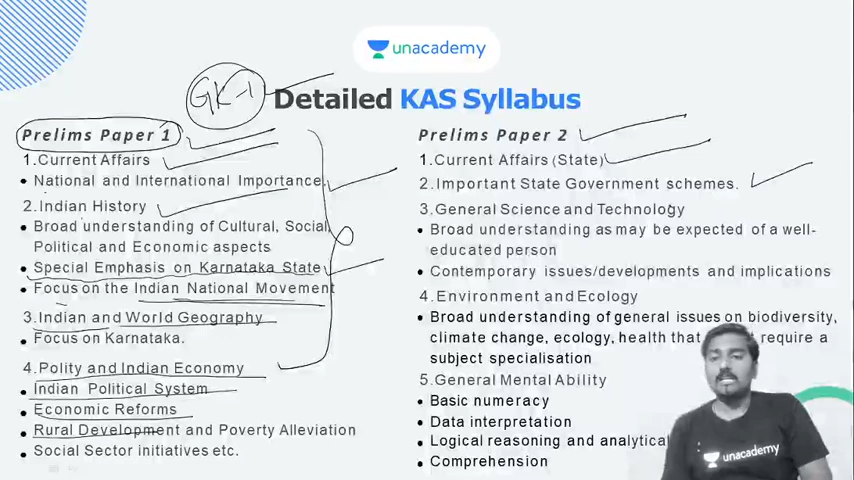 unacademy
GK-1
Detailed KAS Syllabus
Prelims Paper 1
1.Current Affairs
• National and International Importance.
2.Indian History
• Broad understanding of Cultural, Social,
Political and Economic aspects
• Special Emphasis on Karnataka State
• Focus on the Indian National Movement
3.Indian and World Geography
• Focus on Karnataka.
4.Polity and Indian Economy
• Indian Political System
• Economic Reforms
• Rural Development and Poverty Alleviation
• Social Sector initiatives etc.
Prelims Paper 2
1.Current Affairs (State)
2.Important State Government schemes.
3.General Science and Technology
• Broad understanding as may be expected of a well-
educated person
• Contemporary issues/developments and implications
4.Environment and Ecology
• Broad understanding of general issues on biodiversity,
climate change, ecology, health that require a
subject specialisation
5.General Mental Ability
• Basic numeracy
• Data interpretation
• Logical reasoning and analytical
• Comprehension
unacademy